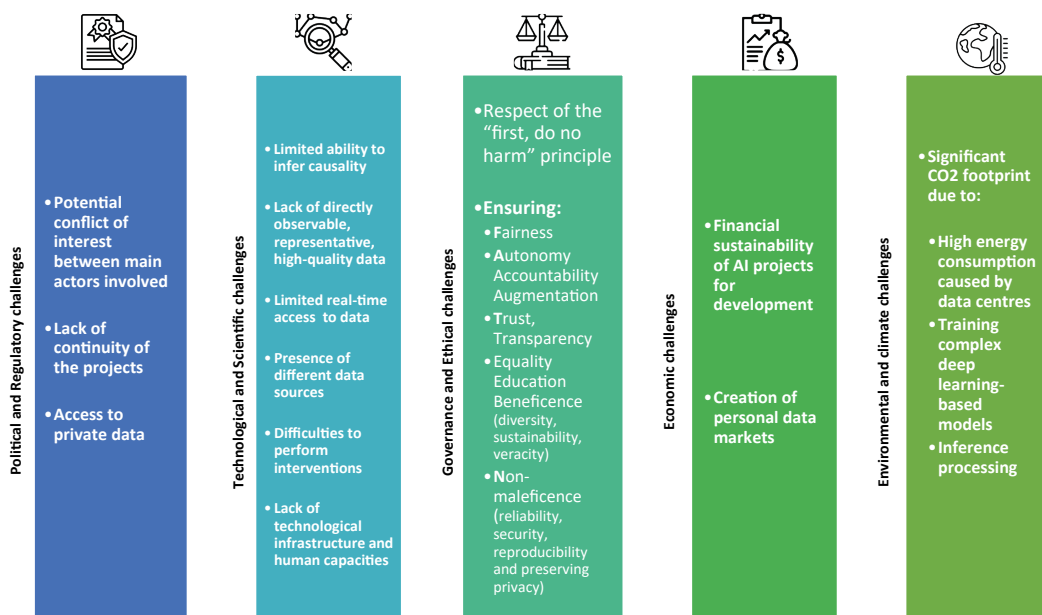 Political and Regulatory challenges
•Potential
conflict of
interest
between main
actors involved
•Lack of
continuity of
the projects
•Access to
private data
Technological and Scientific challenges
•Limited ability to
infer causality
•Lack of directly
observable,
representative,
high-quality data
•Limited real-time
access to data
•Presence of
different data
sources
•Difficulties to
perform
interventions
•Lack of
technological
infrastructure and
human capacities
Governance and Ethical challenges
•Respect of the
“first, do no
harm” principle
•Ensuring:
•Fairness
•Autonomy
Accountability
Augmentation
•Trust,
Transparency
•Equality
Education
Beneficence
(diversity,
sustainability,
veracity)
•Non-
maleficence
(reliability,
security,
reproducibility
and preserving
privacy)
Economic challenges
$
•Financial
sustainability
of AI projects
for
development
•Creation of
personal data
markets
Environmental and climate challenges
•Significant
CO2 footprint
due to:
•High energy
consumption
caused by
data centres
•Training
complex
deep
learning-
based
models
•Inference
processing